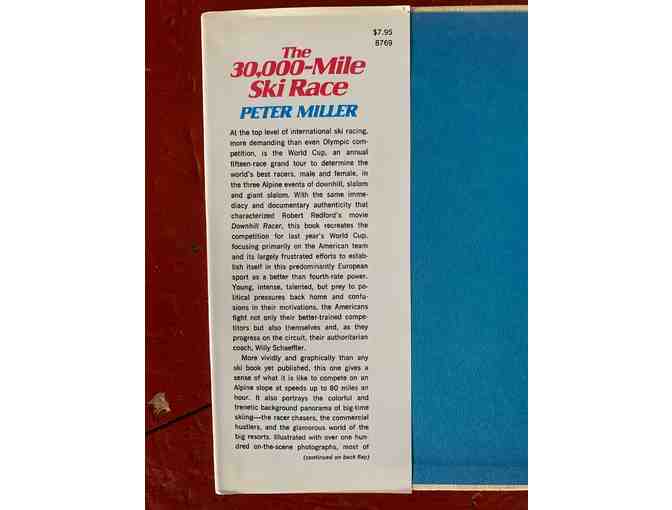 $7.95
8769
The
30,000-Mile
Ski Race
PETER MILLER
At the top level of international ski racing,
more demanding than even Olympic com-
petition, is the World Cup, an annual
fifteen-race grand tour to determine the
world's best racers, male and female, in
the three Alpine events of downhill, slalom
and giant slalom. With the same imme-
diacy and documentary authenticity that
characterized Robert Redford's movie
Downhill Racer, this book recreates the
competition for last year's World Cup,
focusing primarily on the American team
and its largely frustrated efforts to estab-
lish itself in this predominantly European
sport as a better than fourth-rate power.
Young, intense, talented, but prey to po-
litical pressures back home and confu-
sions in their motivations, the Americans
fight not only their better-trained compe-
titors but also themselves and, as they
progress on the circuit, their authoritarian
coach, Willy Schaeffler.
More vividly and graphically than any
ski book yet published, this one gives a
sense of what it is like to compete on an
Alpine slope at speeds up to 80 miles an
hour. It also portrays the colorful and
frenetic background panorama of big-time
skiing—the racer chasers, the commercial
hustlers, and the glamorous world of the
big resorts. Illustrated with over one hun-
dred on-the-scene photographs, most of
(continued on back flap)